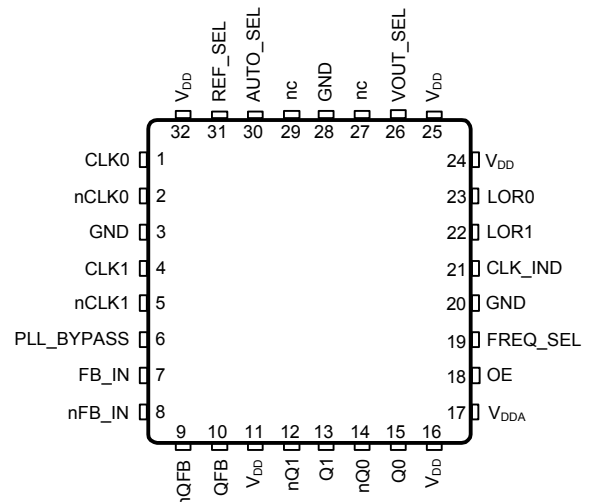 VDD
REF_SEL
AUTO_SEL
nc
GND
nc
VOUT_SEL
VDD
32 31 30 29 28 27 26 25
CLK0 1
nCLK0 2
GND 3
CLK1 4
nCLK1 5
PLL_BYPASS 6
FB_IN 7
nFB_IN 8
24 VDD
23 LOR0
22 LOR1
21 CLK_IND
20 GND
19 FREQ_SEL
18 OE
17 VDDA
9 10 11 12 13 14 15 16
nQFB
QFB
VDD
nQ1
Q1
nQ0
Q0
VDD